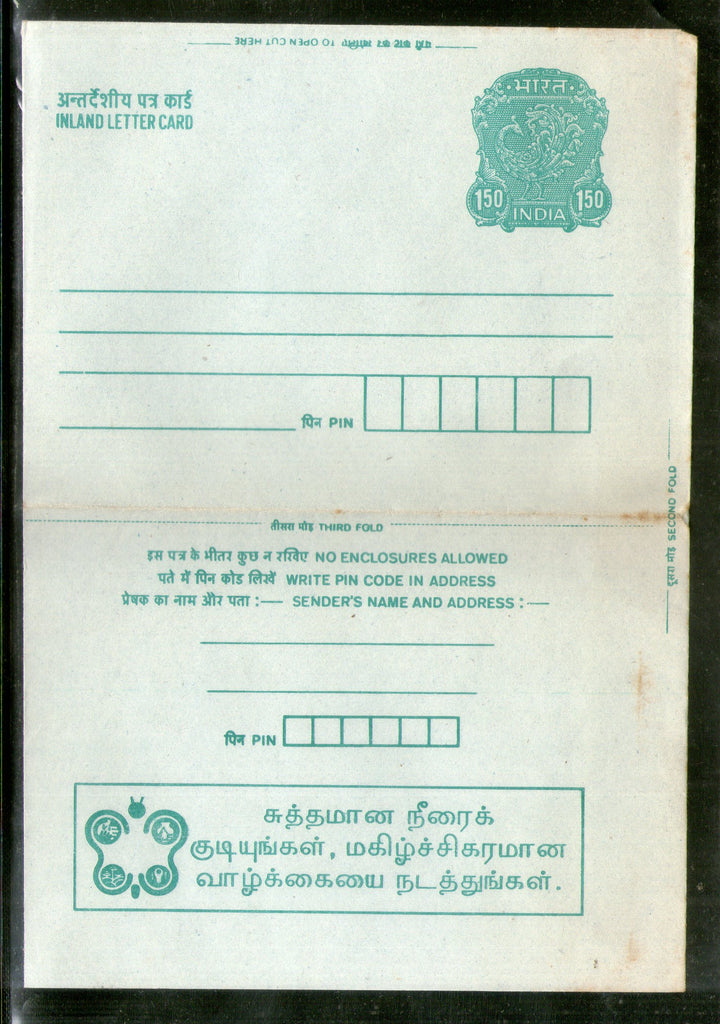 यहाँ काट कर खोलिए TO OPEN CUT HERE
अन्तर्देशीय पत्र कार्ड
INLAND LETTER CARD
भारत
150 150
INDIA
पिन PIN
दूसरा मोड़ SECOND FOLD
तीसरा मोड़ THIRD FOLD
इस पत्र के भीतर कुछ न रखिए NO ENCLOSURES ALLOWED
पते में पिन कोड लिखें WRITE PIN CODE IN ADDRESS
प्रेषक का नाम और पता :— SENDER'S NAME AND ADDRESS :—
पिन PIN
சுத்தமான நீரைக்
குடியுங்கள், மகிழ்ச்சிகரமான
வாழ்க்கையை நடத்துங்கள்.